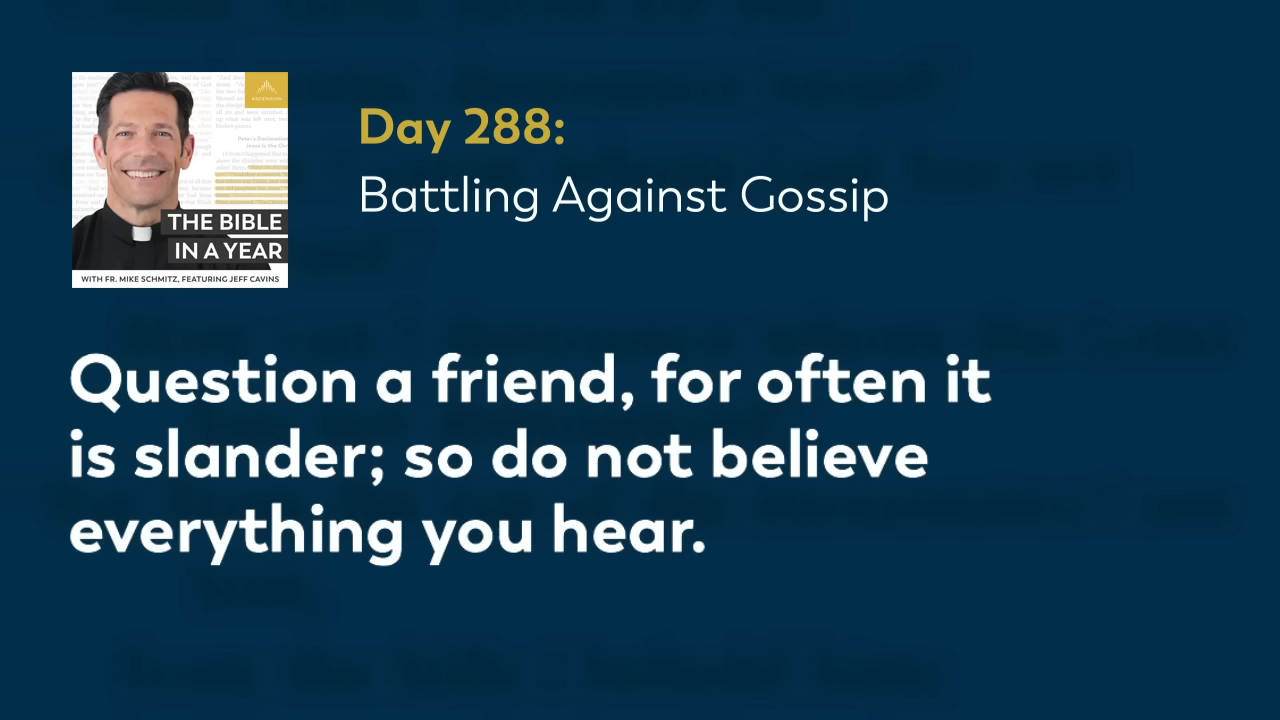 THE BIBLE
IN A YEAR
WITH FR. MIKE SCHMITZ, FEATURING JEFF CAVINS
Day 288:
Battling Against Gossip
Question a friend, for often it
is slander; so do not believe
everything you hear.